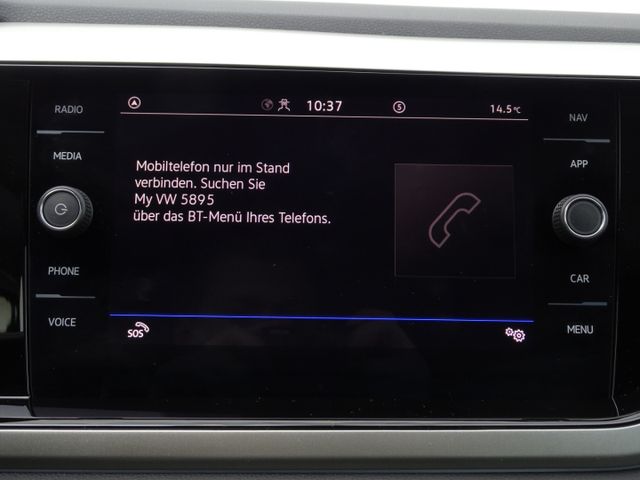 RADIO
MEDIA
PHONE
VOICE
10:37
5
14.5°C
Mobiltelefon nur im Stand
verbinden. Suchen Sie
My VW 5895
über das BT-Menü Ihres Telefons.
SOS
NAV
APP
CAR
MENU